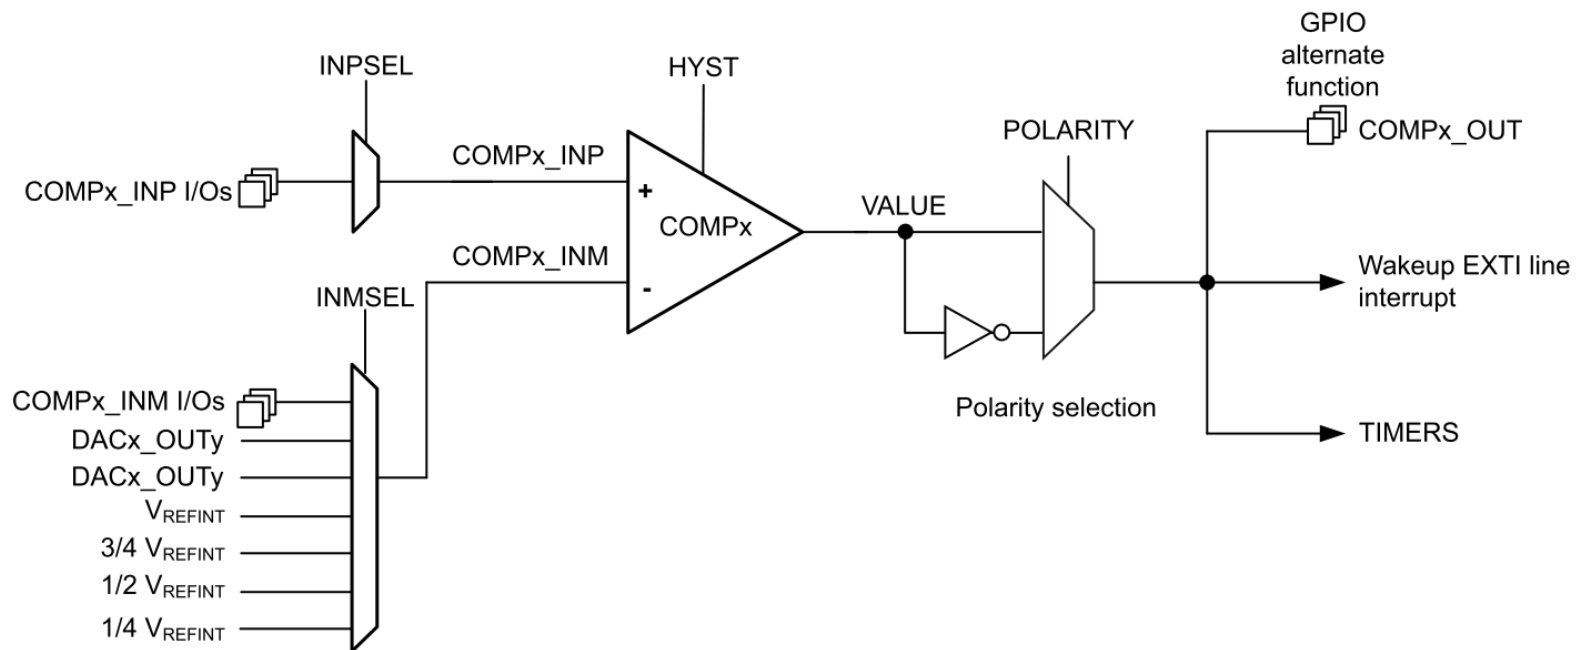 GPIO
alternate
function
INPSEL
HYST
POLARITY
COMPx_OUT
COMPx_INP
COMPx_INP I/Os
+
COMPx
VALUE
COMPx_INM
-
Wakeup EXTI line
interrupt
INMSEL
COMPx_INM I/Os
Polarity selection
DACx_OUTy
TIMERS
DACx_OUTy
VREFINT
3/4 VREFINT
1/2 VREFINT
1/4 VREFINT